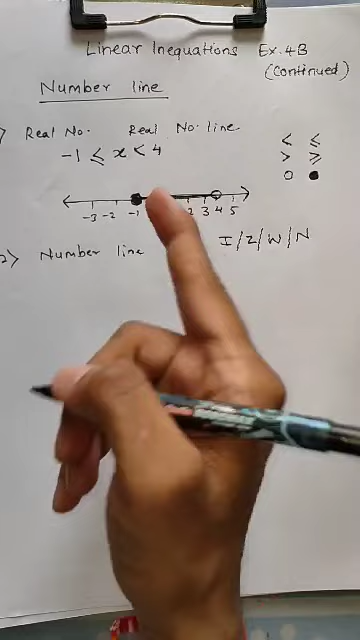 Linear Inequations Ex. 4B
(Continued)
Number line
Real No. Real No. line
-1 ≤ x < 4
< ≤
> ≥
○ ●
-3 -2 -1 2 3 4 5
2) Number line I/Z/W/N